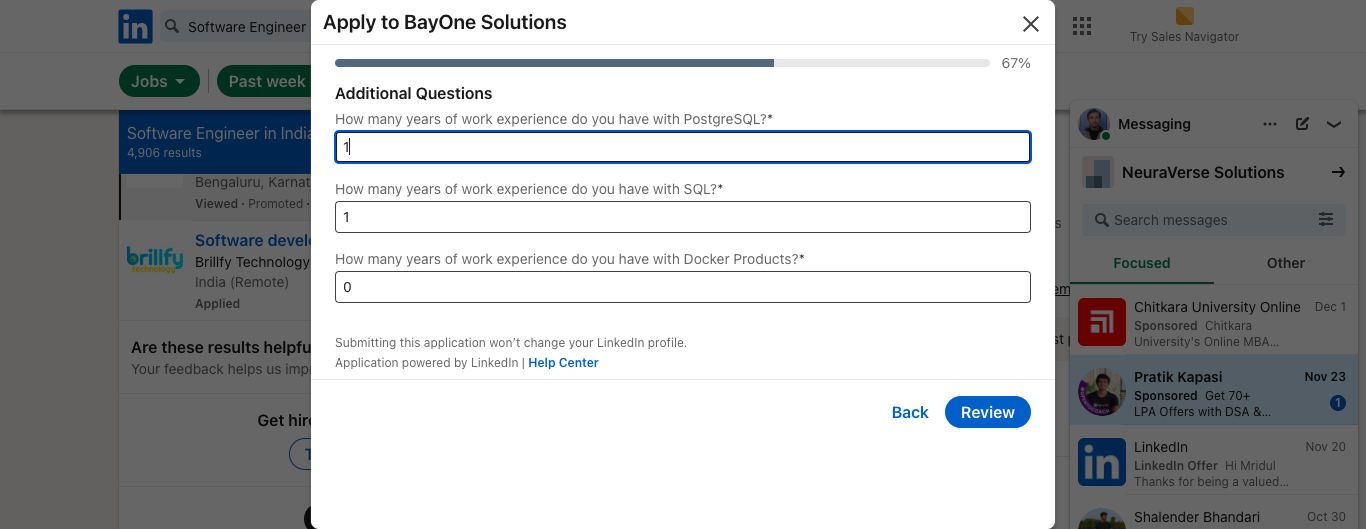 in
Software Engineer
Try Sales Navigator
Jobs
Past week
Software Engineer in India
4,906 results
Bengaluru, Karnat
Viewed · Promoted ·
brillfy
technology
Software devel
Brillfy Technology
India (Remote)
Applied
Are these results helpfu
Your feedback helps us imp
Get hire
T
Apply to BayOne Solutions
67%
Additional Questions
How many years of work experience do you have with PostgreSQL?*
1
How many years of work experience do you have with SQL?*
1
How many years of work experience do you have with Docker Products?*
0
Submitting this application won’t change your LinkedIn profile.
Application powered by LinkedIn | Help Center
Back
Review
s
em
st p
Messaging
NeuraVerse Solutions
Search messages
Focused
Other
Chitkara University Online
Dec 1
Sponsored Chitkara
University's Online MBA...
Pratik Kapasi
Nov 23
Sponsored Get 70+
LPA Offers with DSA &...
1
in
LinkedIn
Nov 20
LinkedIn Offer Hi Mridul
Thanks for being a valued...
Shalender Bhandari
Oct 30